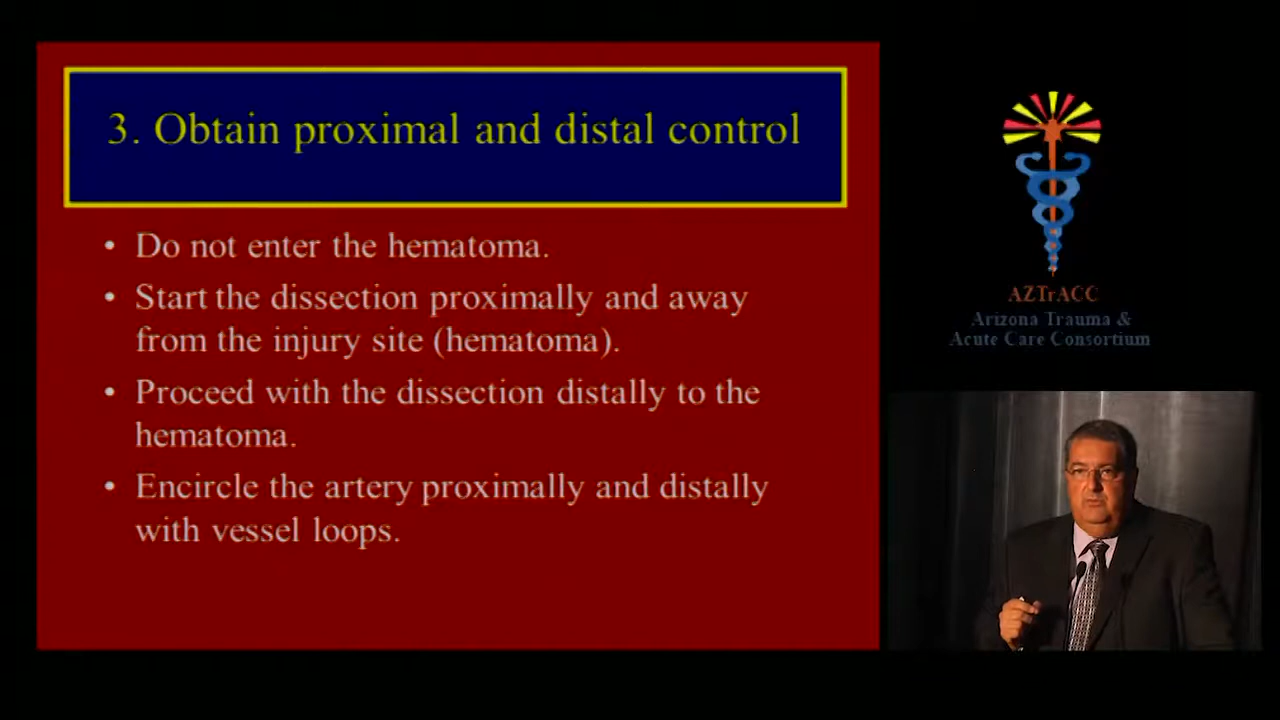 3. Obtain proximal and distal control
• Do not enter the hematoma.
• Start the dissection proximally and away
from the injury site (hematoma).
• Proceed with the dissection distally to the
hematoma.
• Encircle the artery proximally and distally
with vessel loops.
AZTrACC
Arizona Trauma &
Acute Care Consortium